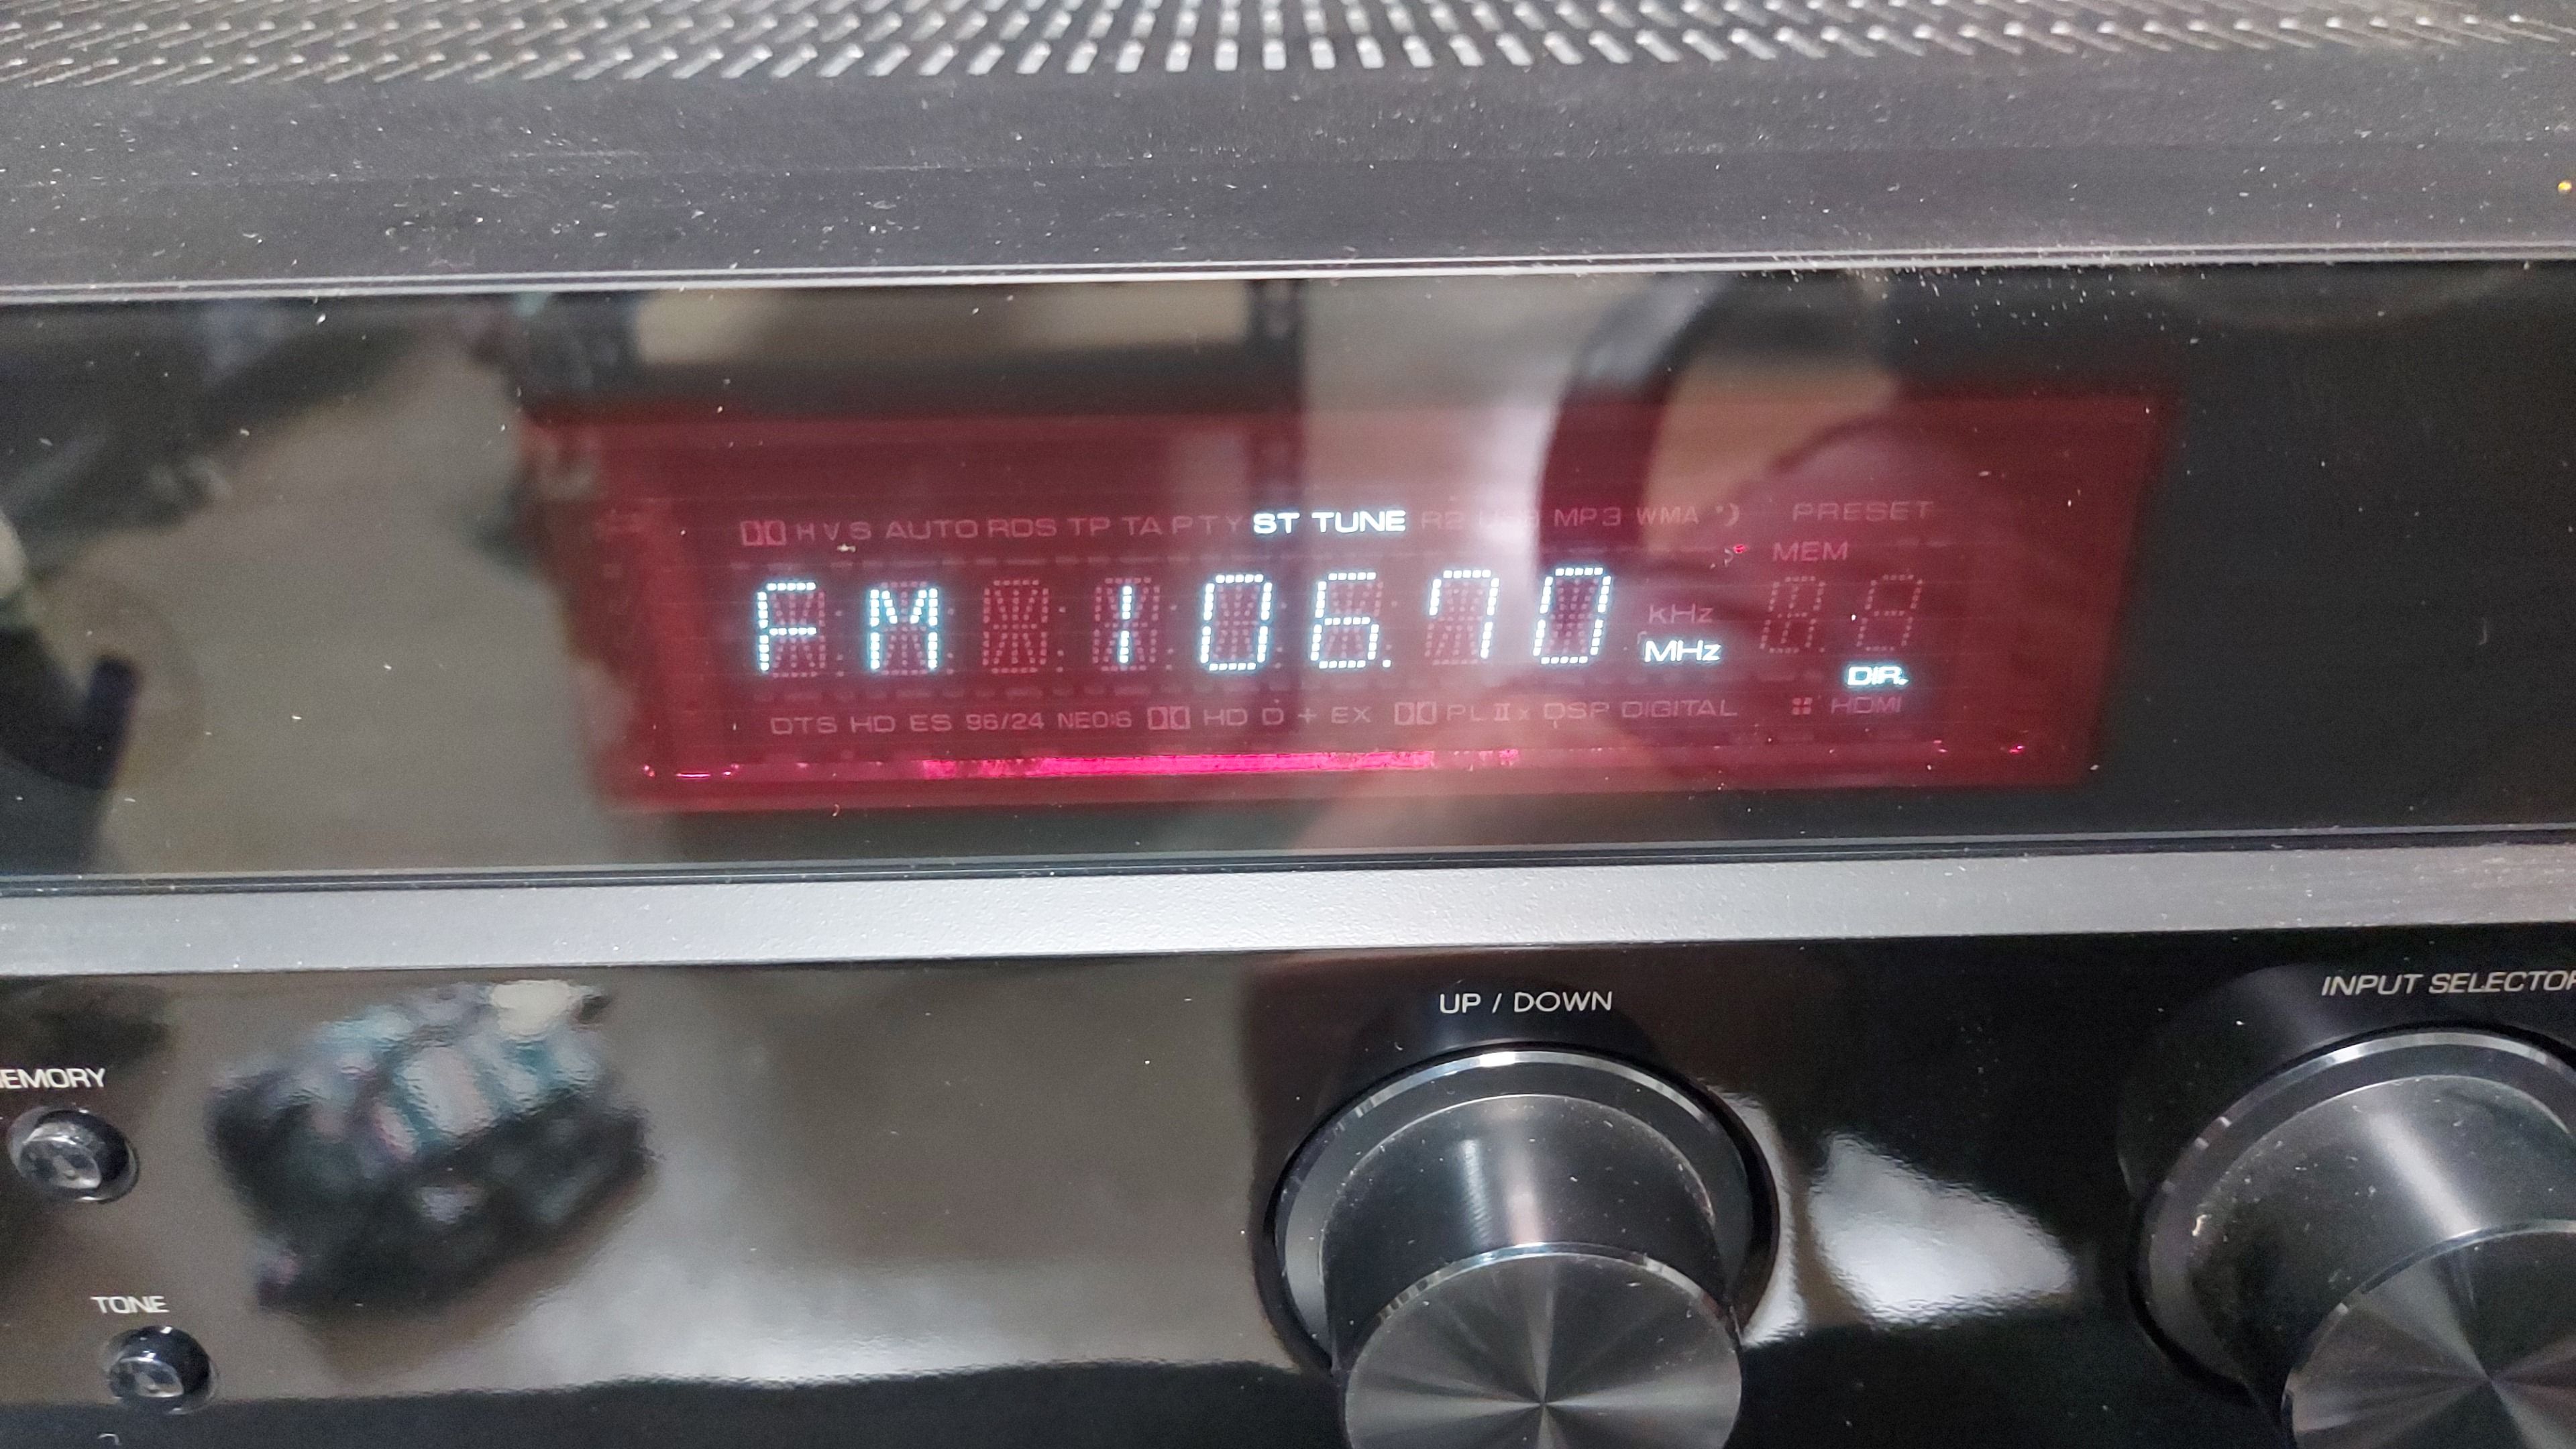 H V S AUTO RDS TP TA PTY ST TUNE MP3 WMA PRESET
MEM
FM 106.70
kHz
MHz
DIR.
DTS HD ES 96/24 NEO:6 HD D + EX PL II x DSP DIGITAL HDMI
UP / DOWN
INPUT SELECTOR
EMORY
TONE